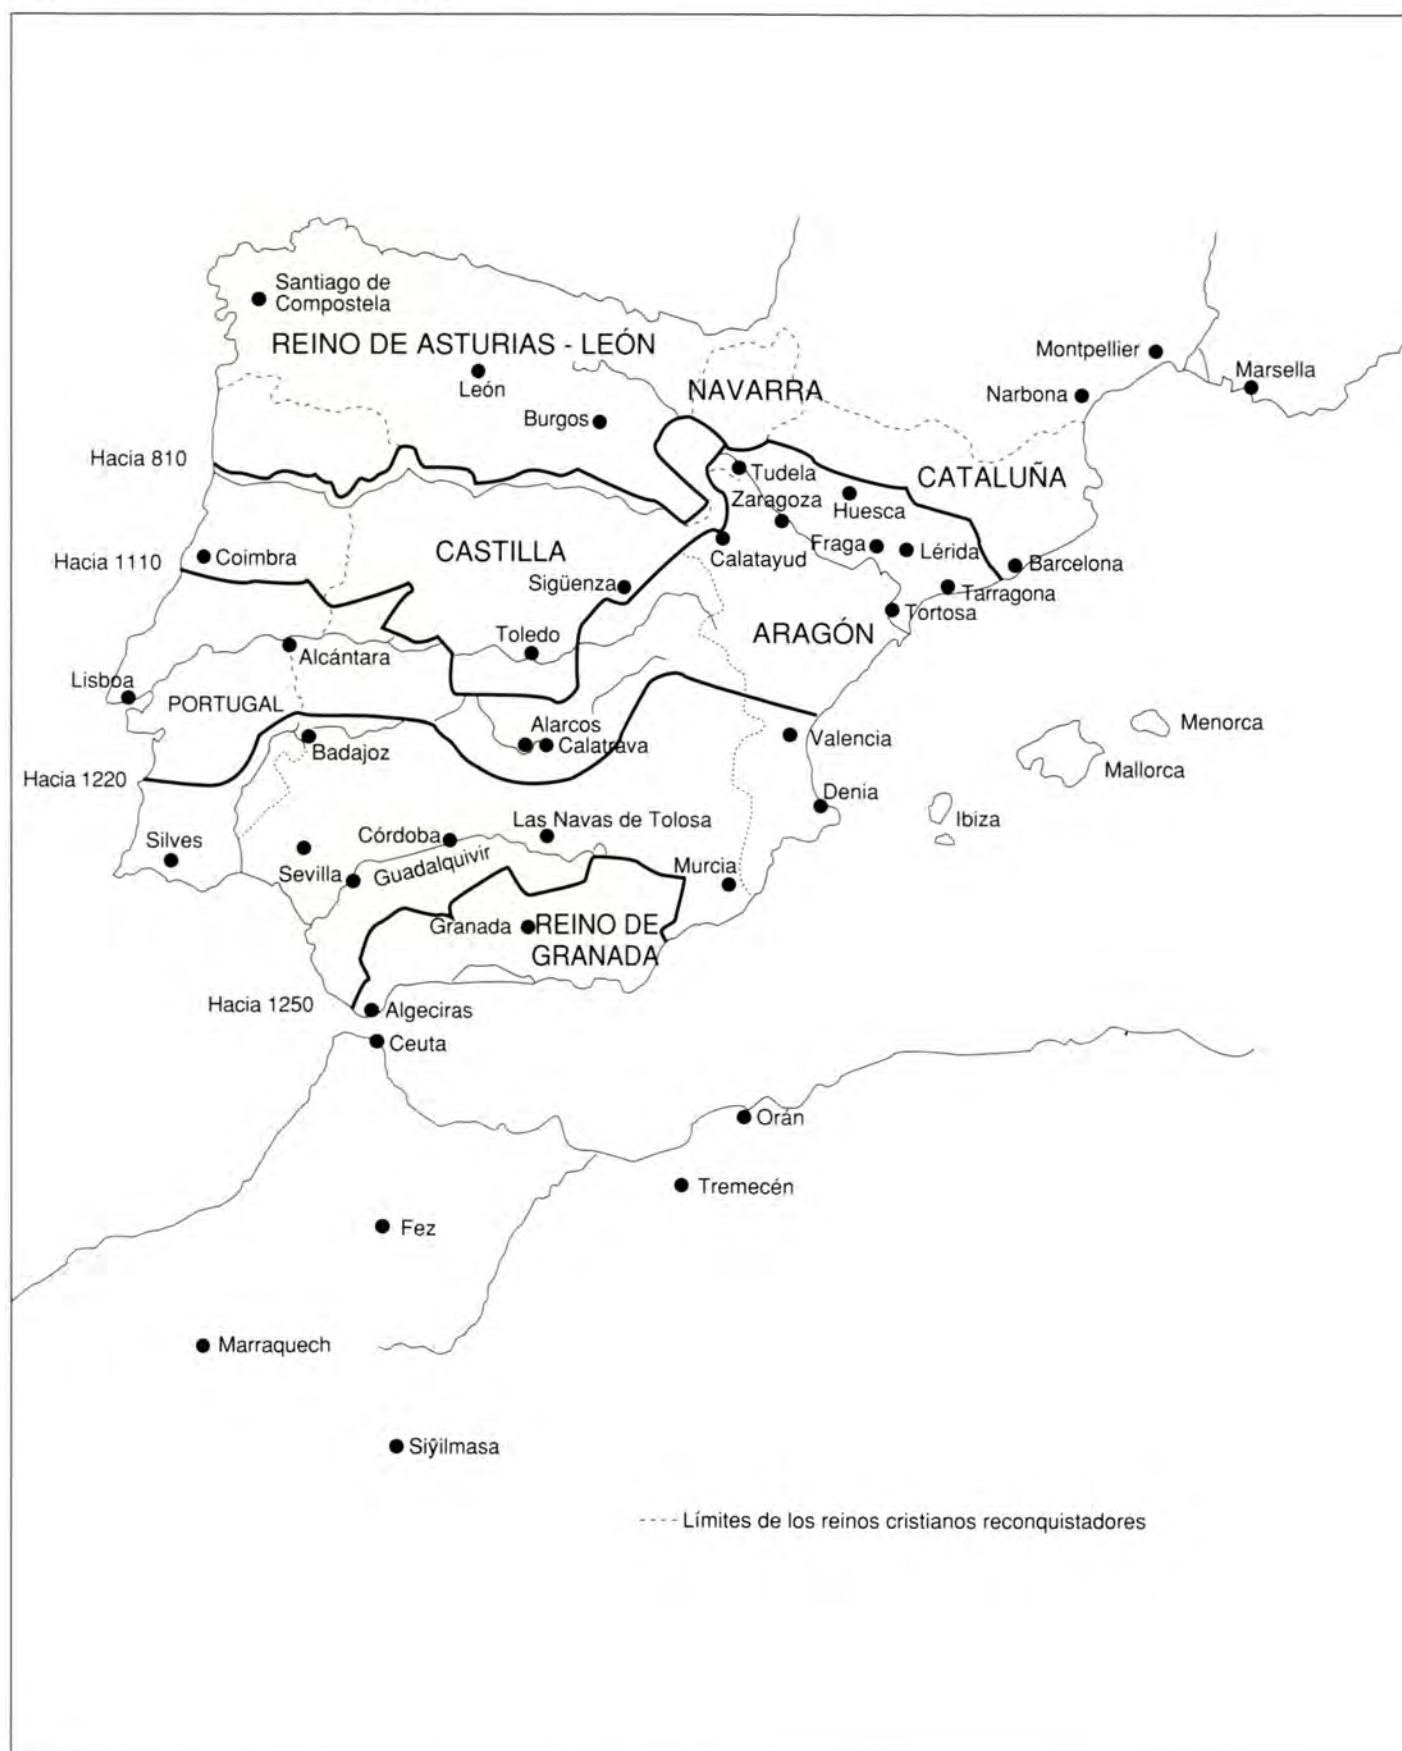 Santiago de
Compostela
REINO DE ASTURIAS - LEÓN
León
Burgos
NAVARRA
Montpellier
Marsella
Narbona
Hacia 810
Tudela
Zaragoza
Huesca
CATALUÑA
Hacia 1110
Coimbra
CASTILLA
Sigüenza
Calatayud
Fraga
Lérida
Barcelona
Tarragona
Tortosa
Toledo
ARAGÓN
Alcántara
Lisboa
PORTUGAL
Badajoz
Alarcos
Calatrava
Valencia
Menorca
Mallorca
Hacia 1220
Denia
Ibiza
Silves
Córdoba
Las Navas de Tolosa
Sevilla
Guadalquivir
Murcia
Granada
REINO DE
GRANADA
Hacia 1250
Algeciras
Ceuta
Orán
Tremecén
Fez
Marraquech
Siŷilmasa
Límites de los reinos cristianos reconquistadores